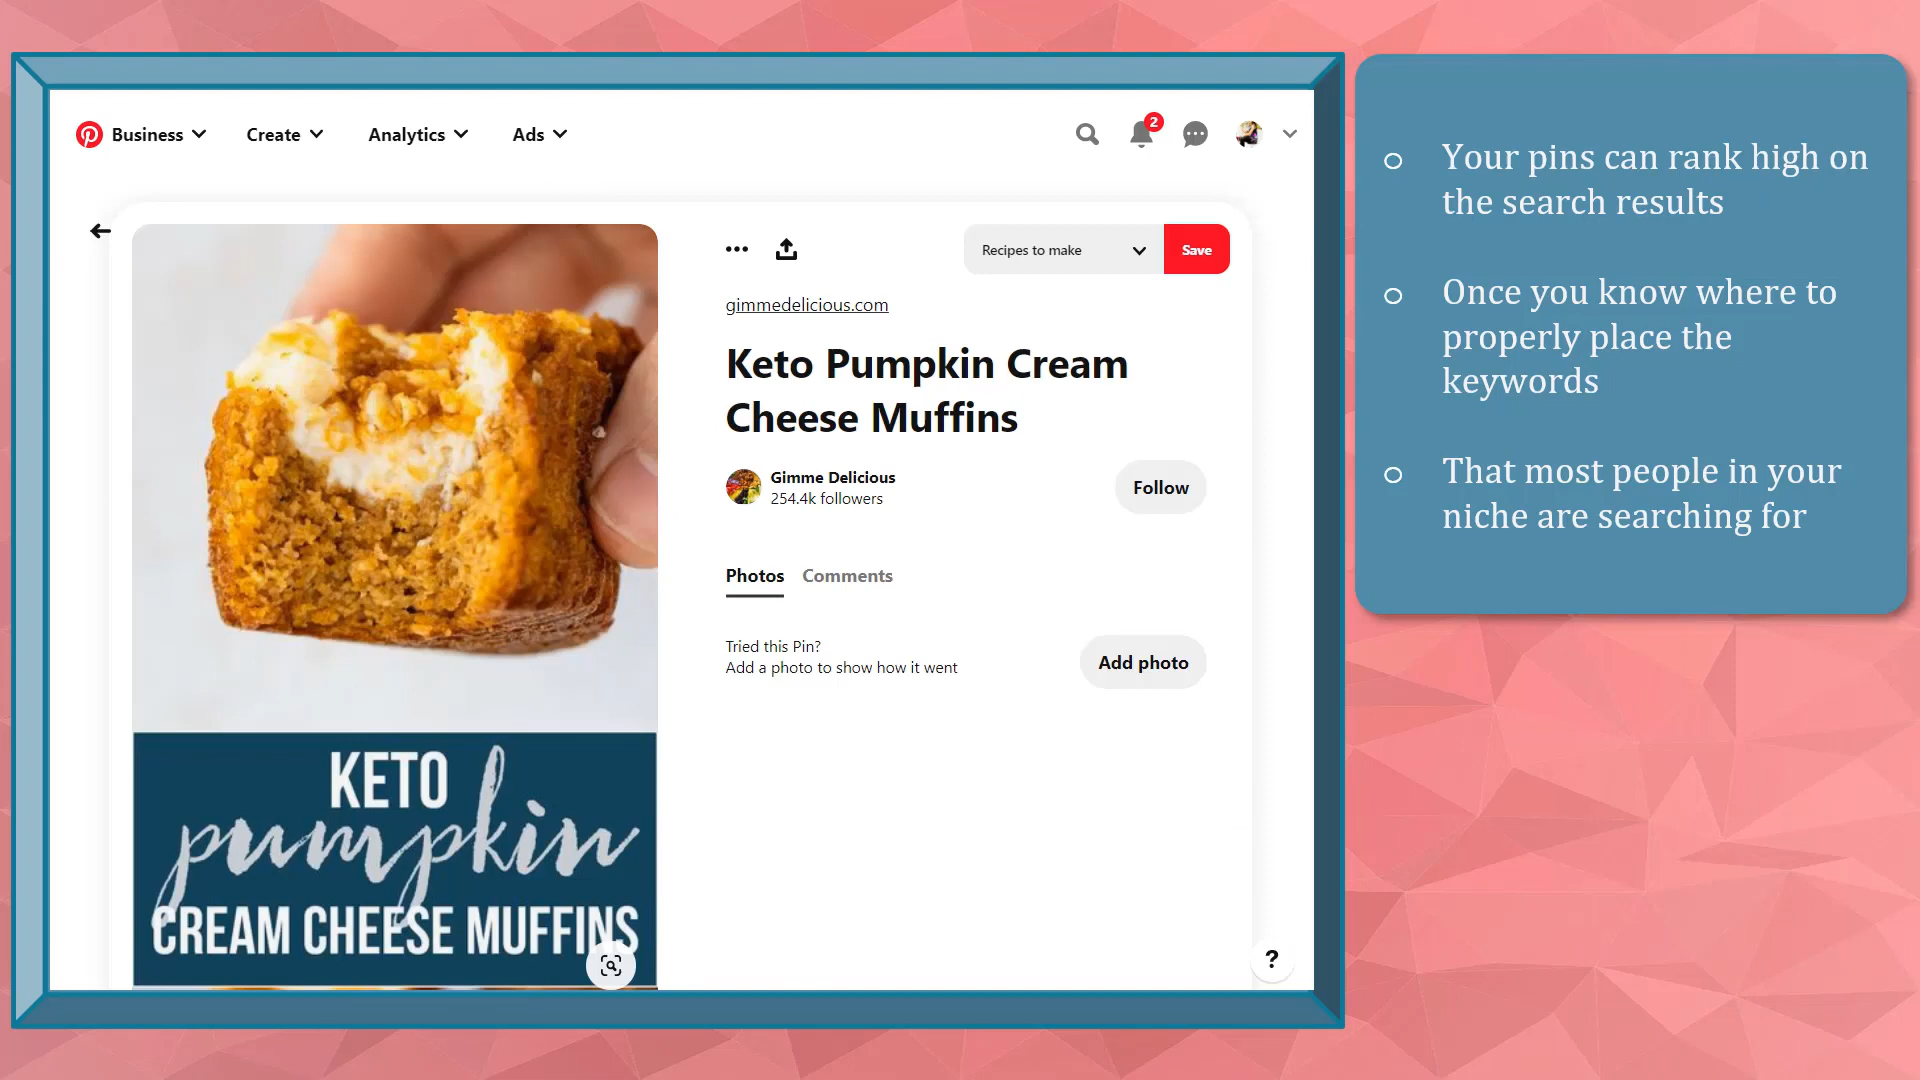 Business
Create
Analytics
Ads
2
Recipes to make
Save
gimmedelicious.com
Keto Pumpkin Cream
Cheese Muffins
Gimme Delicious
254.4k followers
Follow
Photos
Comments
Tried this Pin?
Add a photo to show how it went
Add photo
KETO
pumpkin
CREAM CHEESE MUFFINS
?
Your pins can rank high on
the search results
Once you know where to
properly place the
keywords
That most people in your
niche are searching for